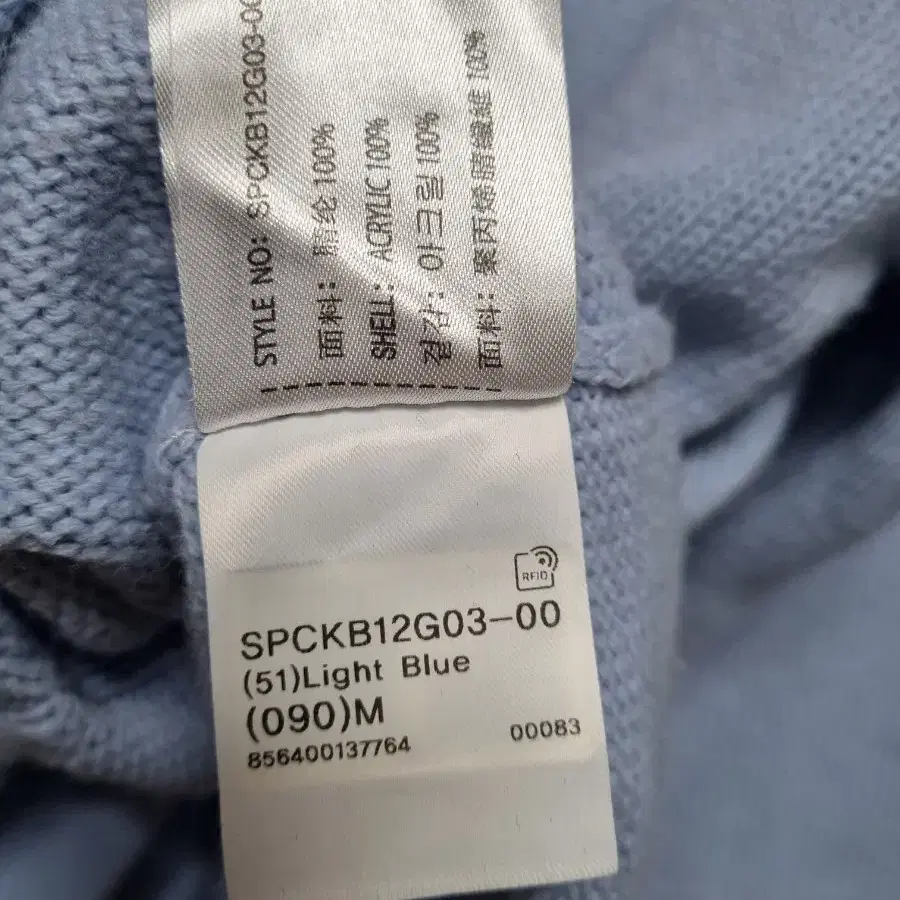 STYLE NO: SPCKB12G03-00
面料: 腈纶 100%
SHELL: ACRYLIC 100%
겉감: 아크릴 100%
面料: 聚丙烯腈纖維 100%
RFID
SPCKB12G03-00
(51)Light Blue
(090)M
856400137764 00083